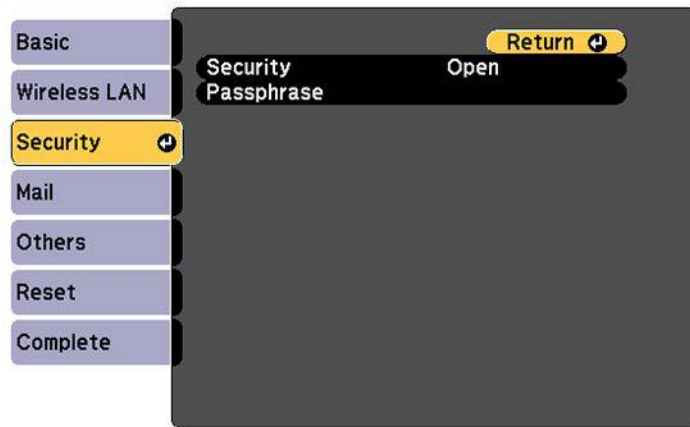 Basic
Wireless LAN
Security
Mail
Others
Reset
Complete
Return
Security Open
Passphrase